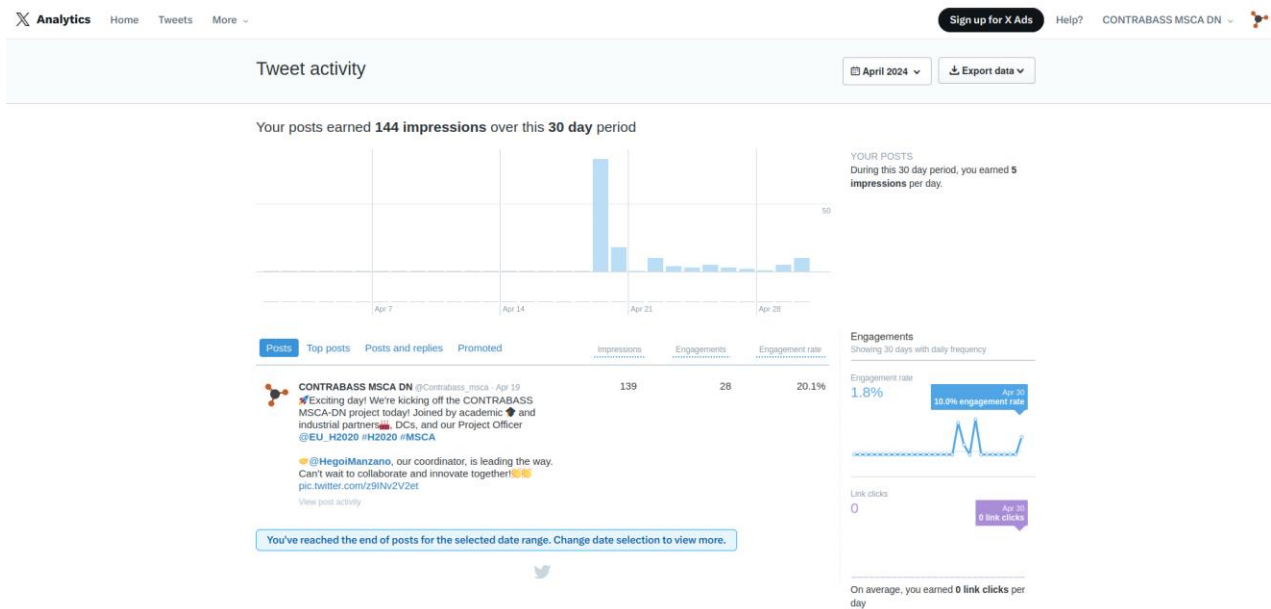 X Analytics Home Tweets More Sign up for X Ads Help? CONTRABASS MSCA DN
Tweet activity
April 2024 Export data
Your posts earned 144 impressions over this 30 day period
50
Apr 7 Apr 14 Apr 21 Apr 28
YOUR POSTS
During this 30 day period, you earned 5
impressions per day.
Posts Top posts Posts and replies Promoted Impressions Engagements Engagement rate
CONTRABASS MSCA DN @Contrabass_msca · Apr 19 139 28 20.1%
🚀Exciting day! We're kicking off the CONTRABASS
MSCA-DN project today! Joined by academic 🎓 and
industrial partners🏭, DCs, and our Project Officer
@EU_H2020 #H2020 #MSCA
🤝@HegoiManzano, our coordinator, is leading the way.
Can't wait to collaborate and innovate together!👏👏
pic.twitter.com/z9INv2V2et
View post activity
You've reached the end of posts for the selected date range. Change date selection to view more.
Engagements
Showing 30 days with daily frequency
Engagement rate
1.8%
Apr 30
10.0% engagement rate
Link clicks
0
Apr 30
0 link clicks
On average, you earned 0 link clicks per
day